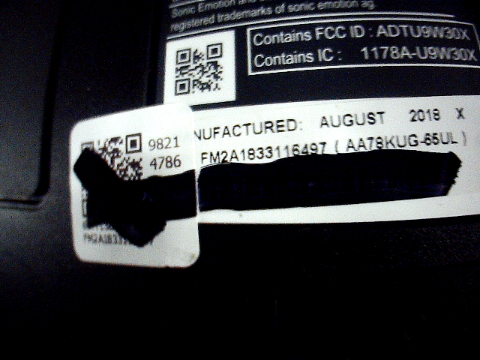 Sonic Emotion and
registered trademarks of sonic emotion ag.
Contains FCC ID : ADTU9W30X
Contains IC : 1178A-U9W30X
NUFACTURED: AUGUST 2018 X
FM2A1833116497 ( AA78KUG-65UL )
9821
4786